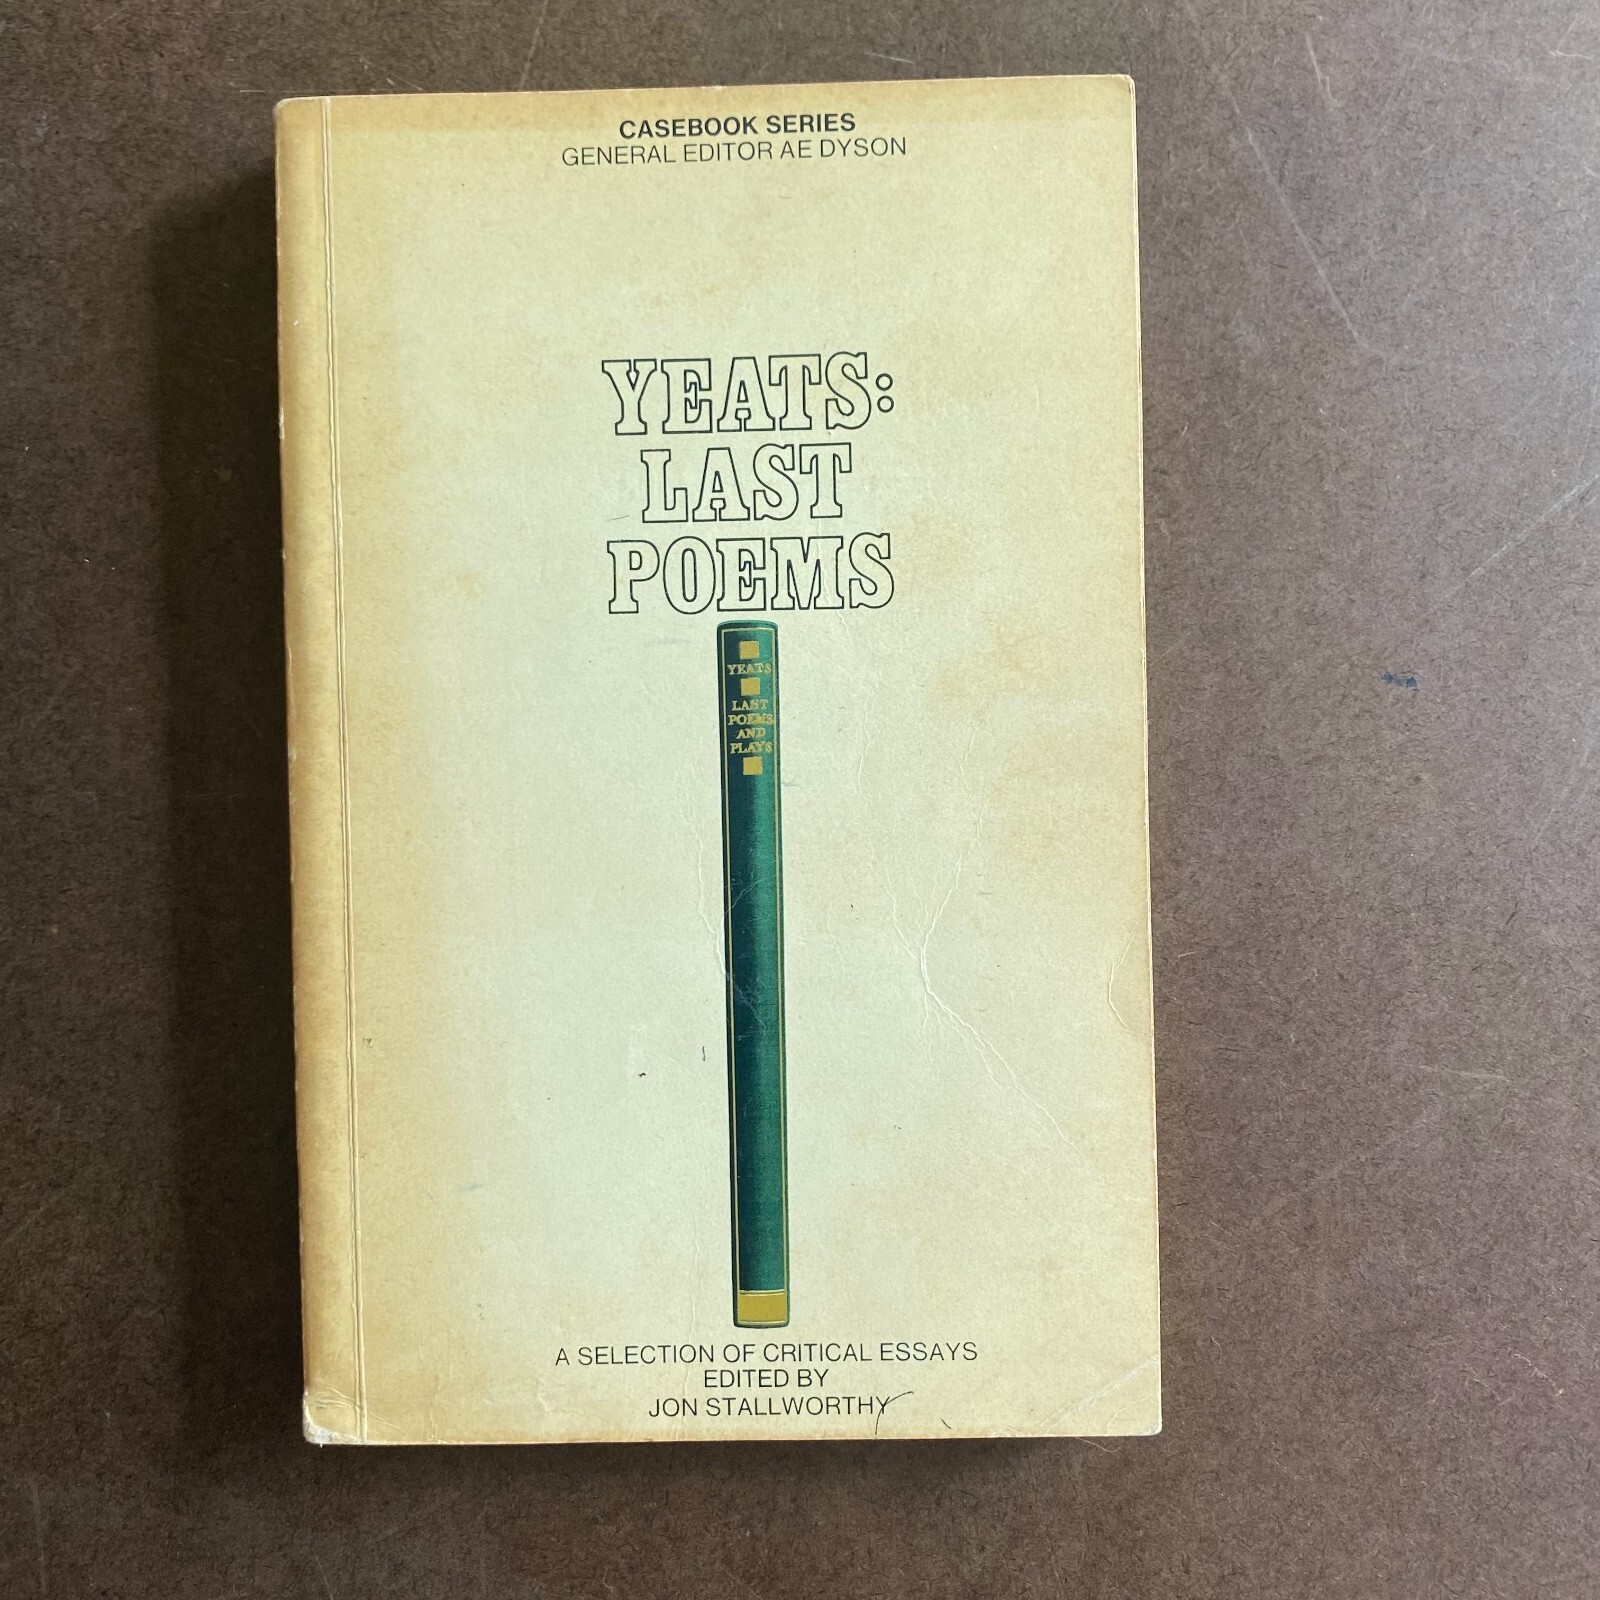 CASEBOOK SERIES
GENERAL EDITOR AE DYSON
YEATS:
LAST
POEMS
YEATS
LAST
POEMS
AND
PLAYS
A SELECTION OF CRITICAL ESSAYS
EDITED BY
JON STALLWORTHY